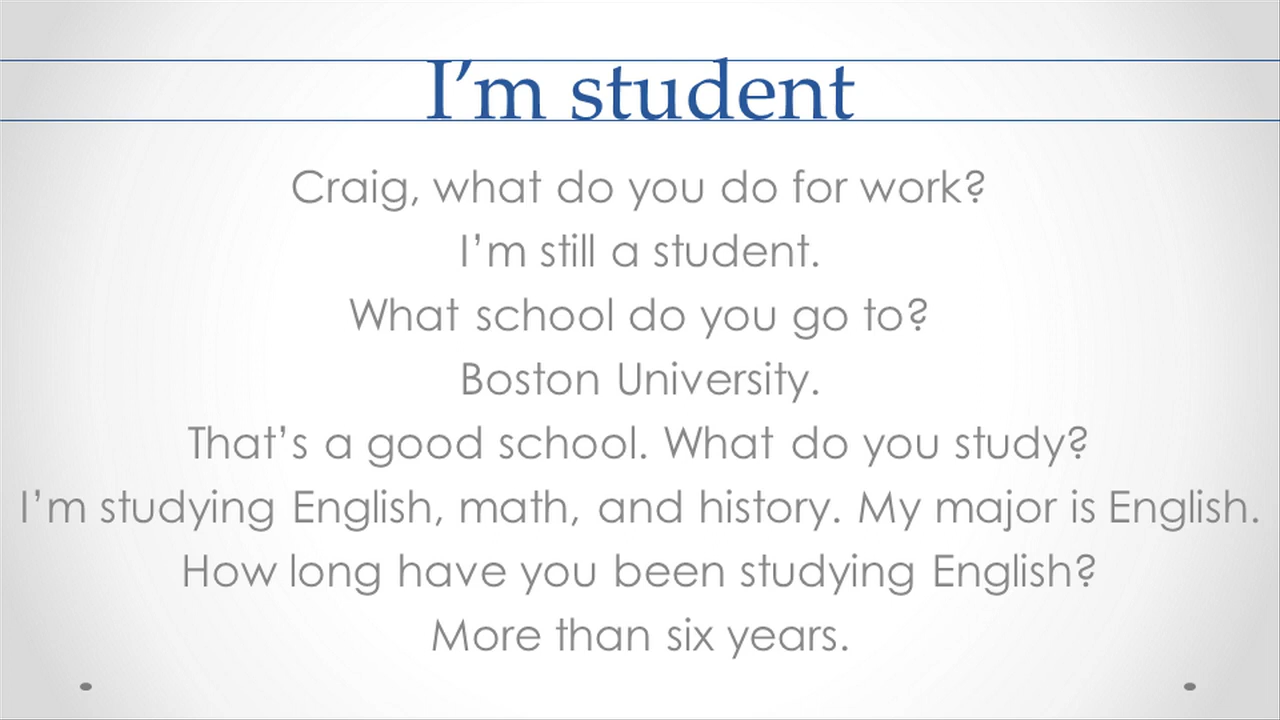 I’m student
Craig, what do you do for work?
I’m still a student.
What school do you go to?
Boston University.
That’s a good school. What do you study?
I’m studying English, math, and history. My major is English.
How long have you been studying English?
More than six years.